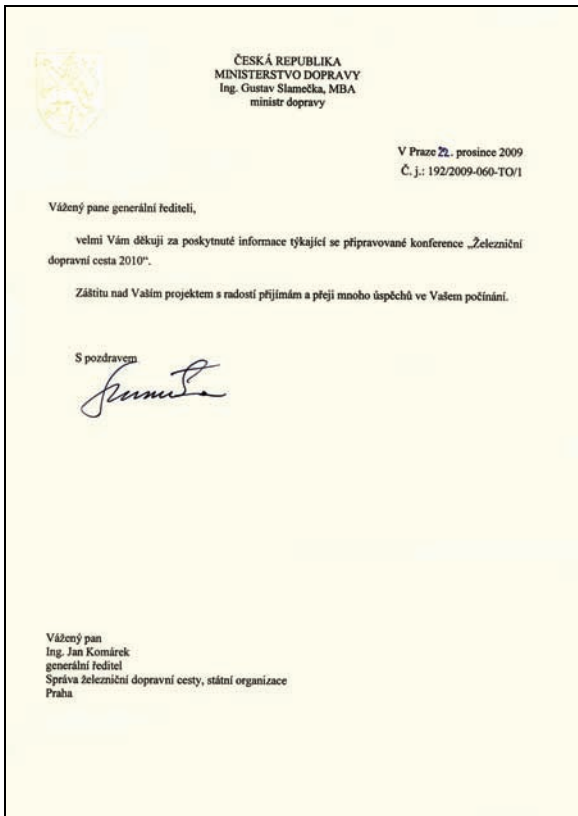 ČESKÁ REPUBLIKA
MINISTERSTVO DOPRAVY
Ing. Gustav Slamečka, MBA
ministr dopravy
V Praze 22. prosince 2009
Č. j.: 192/2009-060-TO/1
Vážený pane generální řediteli,
velmi Vám děkuji za poskytnuté informace týkající se připravované konference „Železniční
dopravní cesta 2010“.
Záštitu nad Vaším projektem s radostí přijímám a přeji mnoho úspěchů ve Vašem počínání.
S pozdravem
Vážený pan
Ing. Jan Komárek
generální ředitel
Správa železniční dopravní cesty, státní organizace
Praha